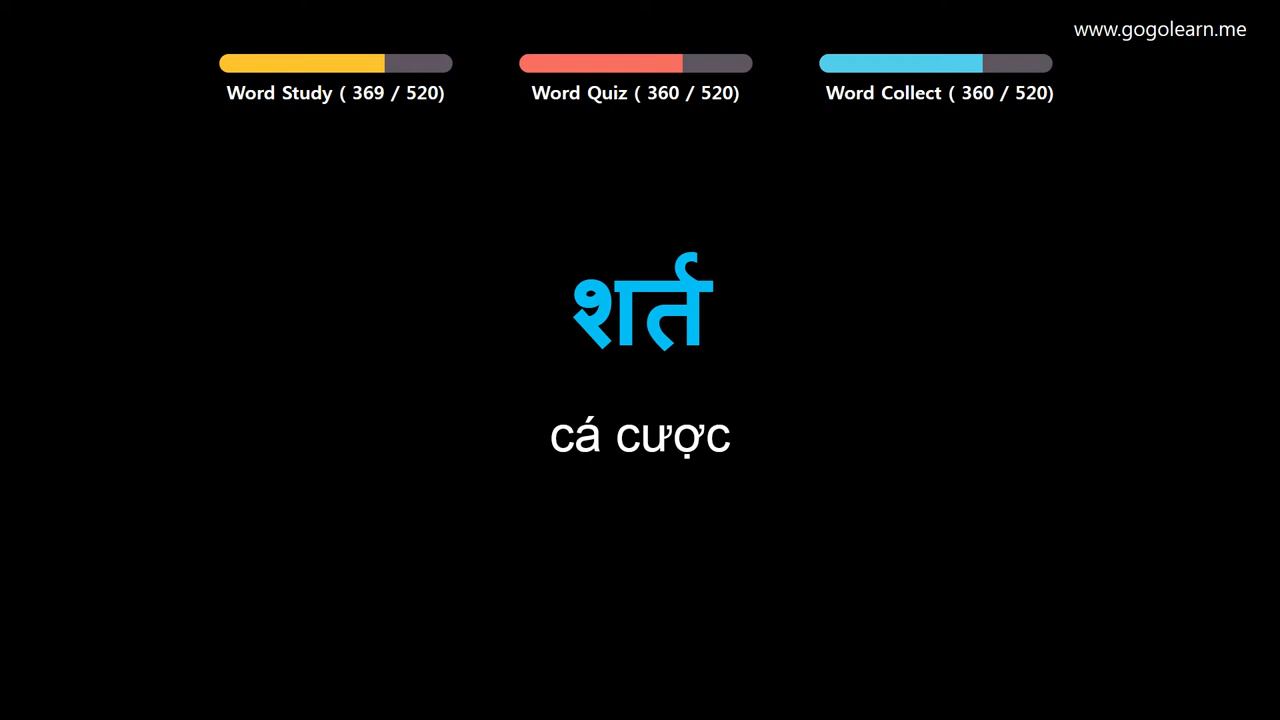 www.gogolearn.me
Word Study ( 369 / 520)
Word Quiz ( 360 / 520)
Word Collect ( 360 / 520)
शर्त
cá cược